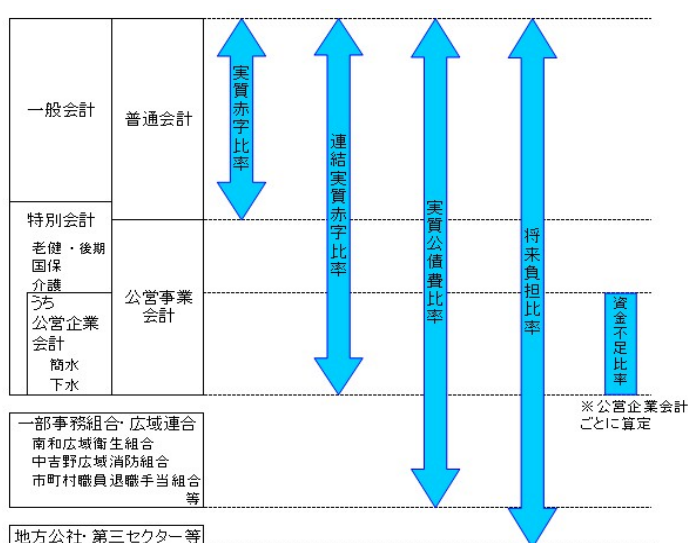 一般会計
普通会計
特別会計
老健・後期
国保
介護
うち
公営企業
会計
簡水
下水
公営事業
会計
一部事務組合・広域連合
南和広域衛生組合
中吉野広域消防組合
市町村職員退職手当組合
等
地方公社・第三セクター等
実質赤字比率
連結実質赤字比率
実質公債費比率
将来負担比率
資金不足比率
※公営企業会計
ごとに算定